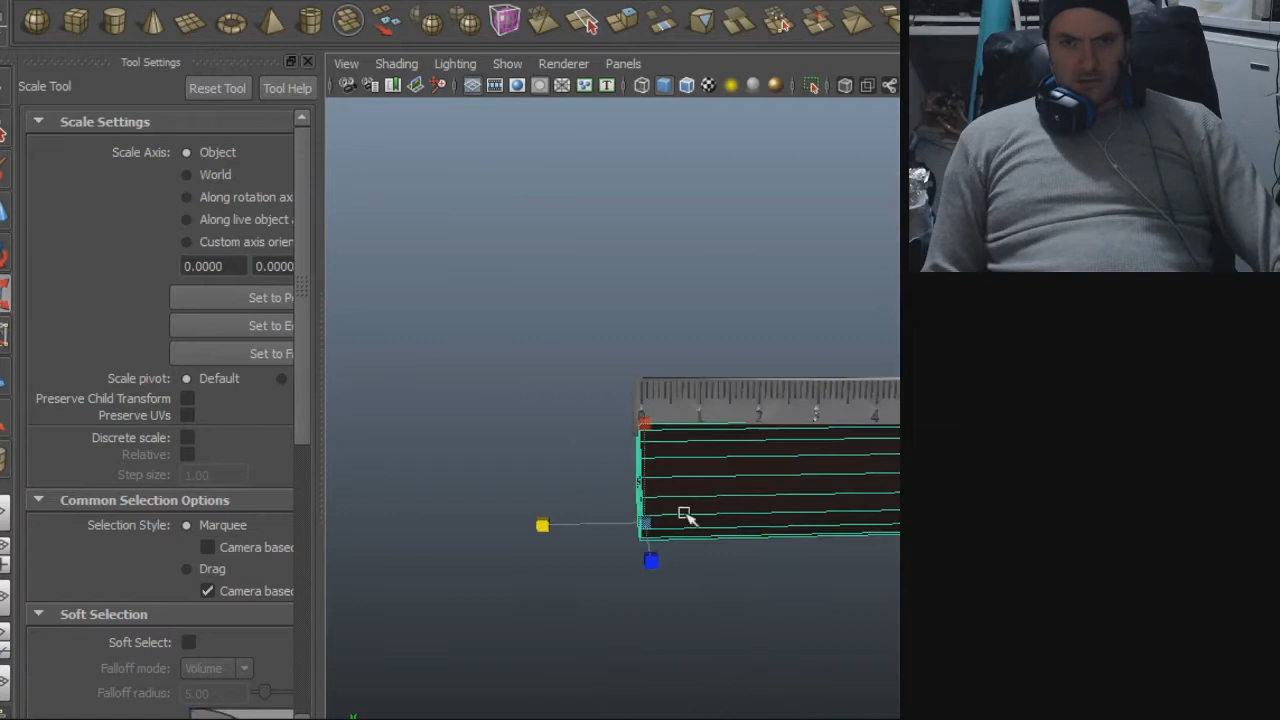 Tool Settings
View Shading Lighting Show Renderer Panels
Scale Tool
Reset Tool Tool Help
Scale Settings
Scale Axis: Object
World
Along rotation ax
Along live object
Custom axis orien
0.0000 0.0000
Set to P
Set to E
Set to F
Scale pivot: Default
Preserve Child Transform
Preserve UVs
Discrete scale:
Relative:
Step size: 1.00
Common Selection Options
Selection Style: Marquee
Camera based
Drag
Camera based
Soft Selection
Soft Select:
Falloff mode: Volume
Falloff radius: 5.00